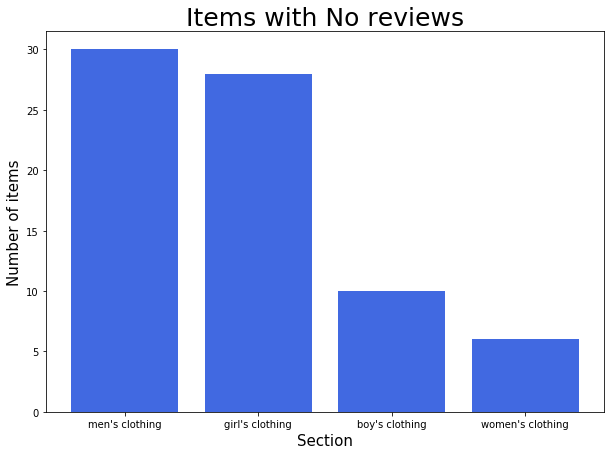 Items with No reviews
Number of items
30
25
20
15
10
5
0
men's clothing
girl's clothing
boy's clothing
women's clothing
Section